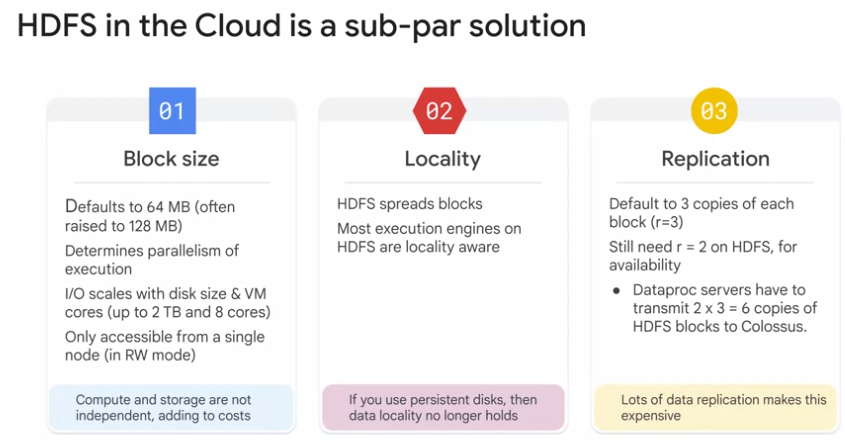 HDFS in the Cloud is a sub-par solution
01
Block size
Defaults to 64 MB (often
raised to 128 MB)
Determines parallelism of
execution
I/O scales with disk size & VM
cores (up to 2 TB and 8 cores)
Only accessible from a single
node (in RW mode)
Compute and storage are not
independent, adding to costs
02
Locality
HDFS spreads blocks
Most execution engines on
HDFS are locality aware
If you use persistent disks, then
data locality no longer holds
03
Replication
Default to 3 copies of each
block (r=3)
Still need r = 2 on HDFS, for
availability
● Dataproc servers have to
transmit 2 x 3 = 6 copies of
HDFS blocks to Colossus.
Lots of data replication makes this
expensive